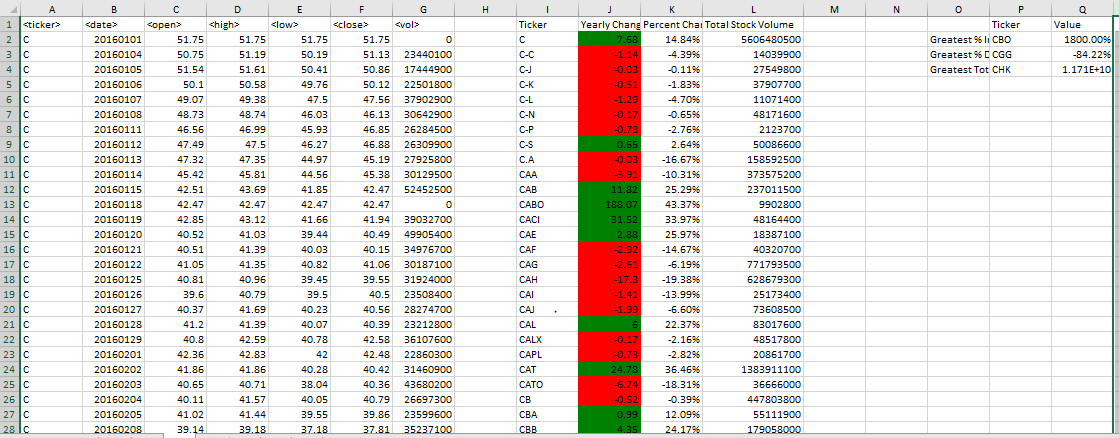 A B C D E F G H I J K L M N O P Q
1 <ticker> <date> <open> <high> <low> <close> <vol> Ticker Yearly Chang Percent Chan Total Stock Volume Ticker Value
2 C 20160101 51.75 51.75 51.75 51.75 0 C 7.68 14.84% 5606480500 Greatest % In CBO 1800.00%
3 C 20160104 50.75 51.19 50.19 51.13 23440100 C-C -1.14 -4.39% 14039900 Greatest % D CGG -84.22%
4 C 20160105 51.54 51.61 50.41 50.86 17444900 C-J -0.03 -0.11% 27549800 Greatest Tot CHK 1.171E+10
5 C 20160106 50.1 50.58 49.76 50.12 22501800 C-K -0.51 -1.83% 37907700
6 C 20160107 49.07 49.38 47.5 47.56 37902900 C-L -1.29 -4.70% 11071400
7 C 20160108 48.73 48.74 46.03 46.13 30642900 C-N -0.17 -0.65% 48171600
8 C 20160111 46.56 46.99 45.93 46.85 26284500 C-P -0.78 -2.76% 2123700
9 C 20160112 47.49 47.5 46.27 46.88 26309900 C-S 0.65 2.64% 50086600
10 C 20160113 47.32 47.35 44.97 45.19 27925800 C.A -0.03 -16.67% 158592500
11 C 20160114 45.42 45.81 44.56 45.38 30129500 CAA -3.91 -10.31% 373575200
12 C 20160115 42.51 43.69 41.85 42.47 52452500 CAB 11.82 25.29% 237011500
13 C 20160118 42.47 42.47 42.47 42.47 0 CABO 188.07 43.37% 9902800
14 C 20160119 42.85 43.12 41.66 41.94 39032700 CACI 31.52 33.97% 48164400
15 C 20160120 40.52 41.03 39.44 40.49 49905400 CAE 2.88 25.97% 18387100
16 C 20160121 40.51 41.39 40.03 40.15 34976700 CAF -2.92 -14.67% 40320700
17 C 20160122 41.05 41.35 40.82 41.06 30187100 CAG -2.61 -6.19% 771793500
18 C 20160125 40.81 40.96 39.45 39.55 31924000 CAH -17.3 -19.38% 628679300
19 C 20160126 39.6 40.79 39.5 40.5 23508400 CAI -1.41 -13.99% 25173400
20 C 20160127 40.37 41.69 40.23 40.56 28274700 CAJ -1.99 -6.60% 73608500
21 C 20160128 41.2 41.39 40.07 40.39 23212800 CAL 6 22.37% 83017600
22 C 20160129 40.8 42.59 40.78 42.58 36107600 CALX -0.17 -2.16% 48517800
23 C 20160201 42.36 42.83 42 42.48 22860300 CAPL -0.73 -2.82% 20861700
24 C 20160202 41.86 41.86 40.28 40.42 31460900 CAT 24.78 36.46% 1383911100
25 C 20160203 40.65 40.71 38.04 40.36 43680200 CATO -6.74 -18.31% 36666000
26 C 20160204 40.11 41.57 40.05 40.79 26697300 CB -0.52 -0.39% 447803800
27 C 20160205 41.02 41.44 39.55 39.86 23599600 CBA 0.99 12.09% 55111900
28 C 20160208 39.14 39.18 37.18 37.81 35237100 CBB 4.35 24.17% 179058000